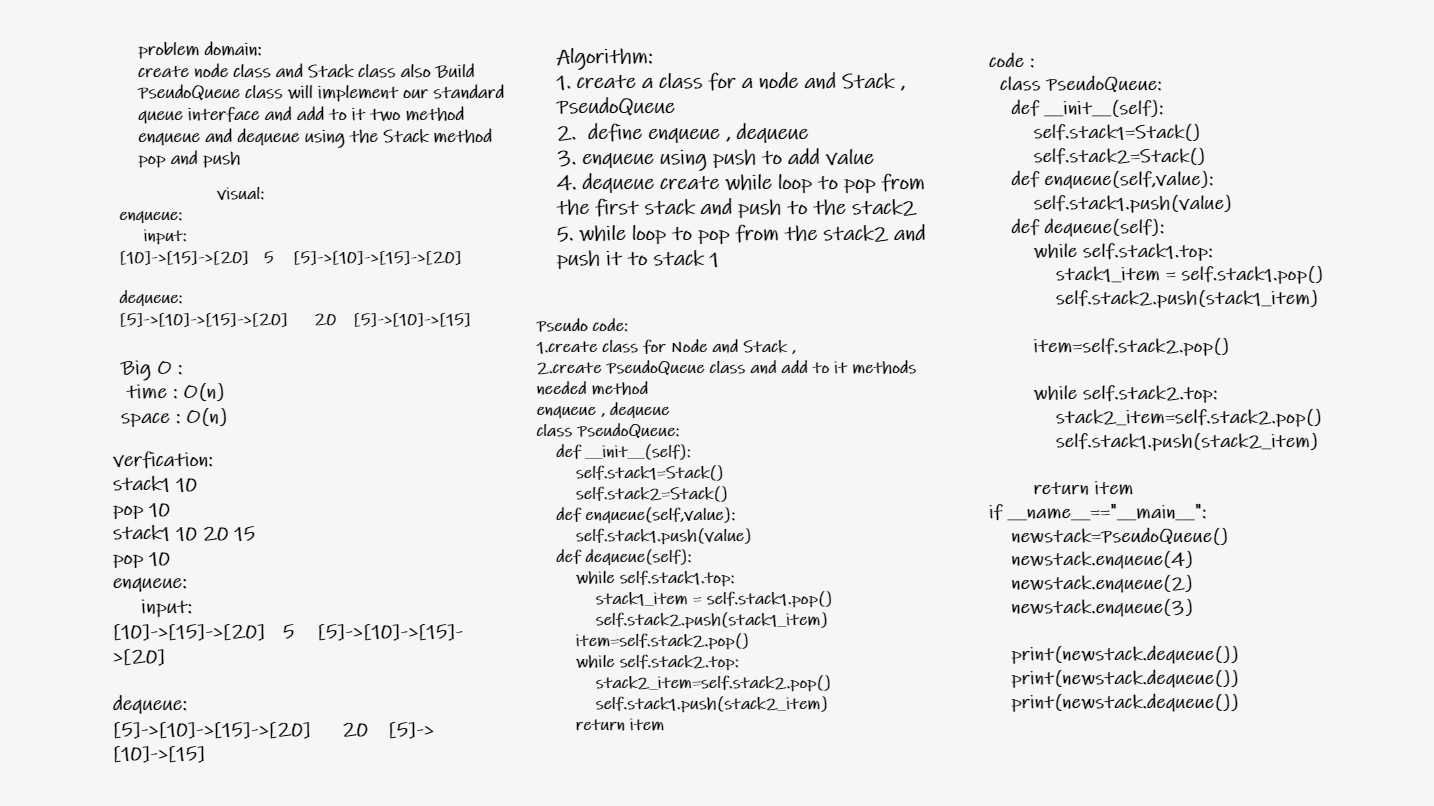 problem domain:
create node class and Stack class also Build
PseudoQueue class will implement our standard
queue interface and add to it two method
enqueue and dequeue using the Stack method
pop and push
visual:
enqueue:
input:
[10]->[15]->[20] 5 [5]->[10]->[15]->[20]
dequeue:
[5]->[10]->[15]->[20] 20 [5]->[10]->[15]
Big O :
time : O(n)
space : O(n)
verfication:
stack1 10
pop 10
stack1 10 20 15
pop 10
enqueue:
input:
[10]->[15]->[20] 5 [5]->[10]->[15]-
>[20]
dequeue:
[5]->[10]->[15]->[20] 20 [5]->
[10]->[15]
Algorithm:
1. create a class for a node and Stack ,
PseudoQueue
2. define enqueue , dequeue
3. enqueue using push to add value
4. dequeue create while loop to pop from
the first stack and push to the stack2
5. while loop to pop from the stack2 and
push it to stack 1
Pseudo code:
1.create class for Node and Stack ,
2.create PseudoQueue class and add to it methods
needed method
enqueue , dequeue
class PseudoQueue:
def __init__(self):
self.stack1=Stack()
self.stack2=Stack()
def enqueue(self,value):
self.stack1.push(value)
def dequeue(self):
while self.stack1.top:
stack1_item = self.stack1.pop()
self.stack2.push(stack1_item)
item=self.stack2.pop()
while self.stack2.top:
stack2_item=self.stack2.pop()
self.stack1.push(stack2_item)
return item
code :
class PseudoQueue:
def __init__(self):
self.stack1=Stack()
self.stack2=Stack()
def enqueue(self,value):
self.stack1.push(value)
def dequeue(self):
while self.stack1.top:
stack1_item = self.stack1.pop()
self.stack2.push(stack1_item)
item=self.stack2.pop()
while self.stack2.top:
stack2_item=self.stack2.pop()
self.stack1.push(stack2_item)
return item
if __name__=="__main__":
newstack=PseudoQueue()
newstack.enqueue(4)
newstack.enqueue(2)
newstack.enqueue(3)
print(newstack.dequeue())
print(newstack.dequeue())
print(newstack.dequeue())